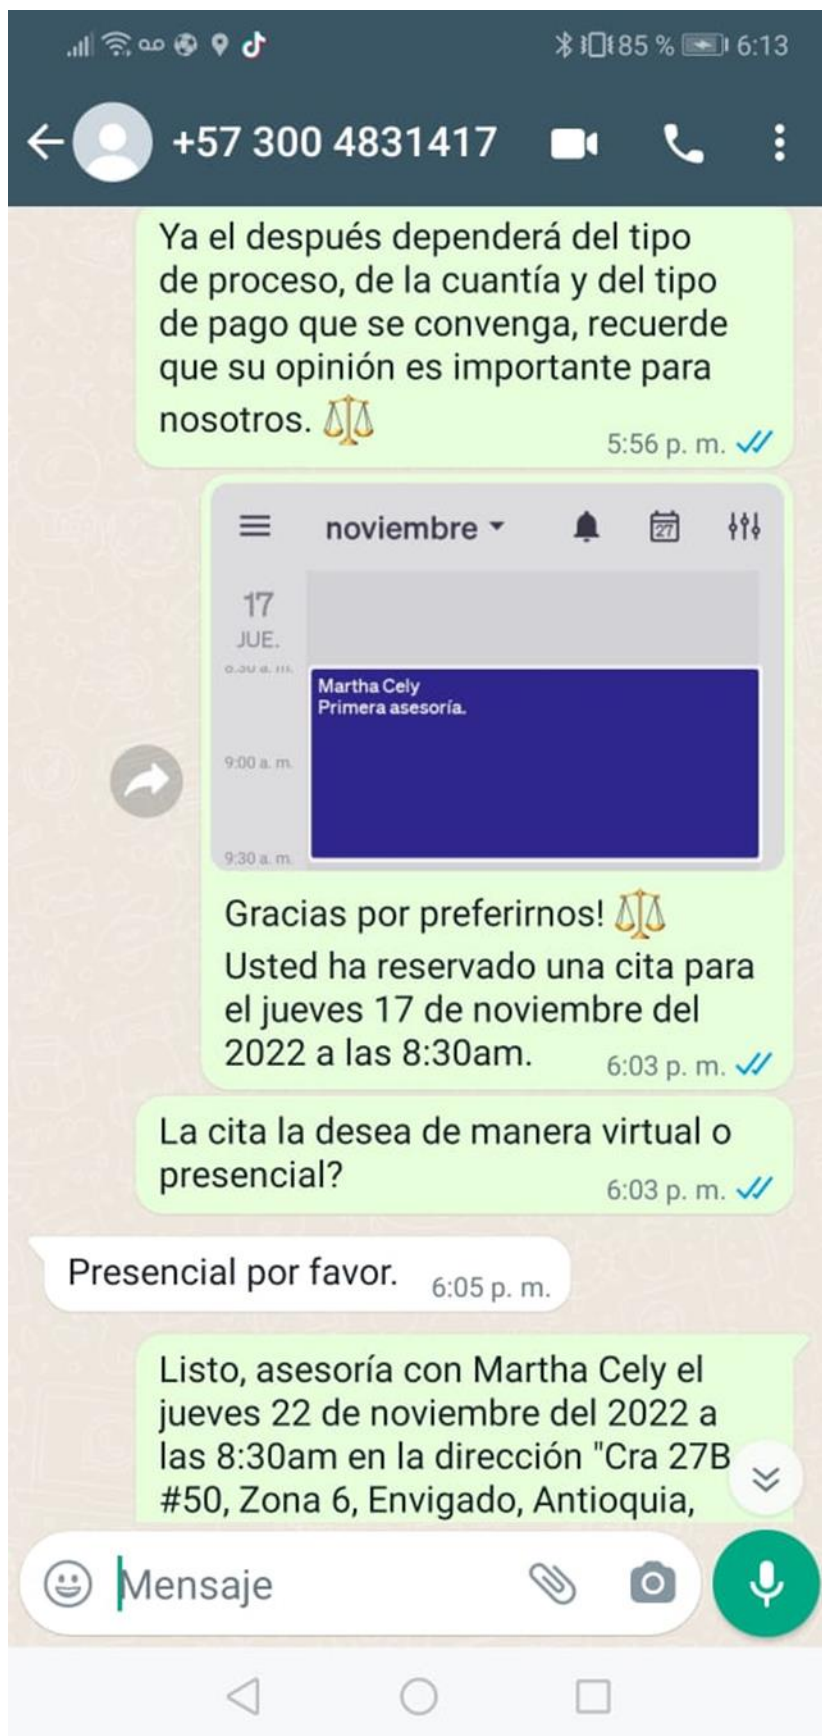 85 % 6:13
+57 300 4831417
Ya el después dependerá del tipo
de proceso, de la cuantía y del tipo
de pago que se convenga, recuerde
que su opinión es importante para
nosotros.
5:56 p. m.
noviembre
27
17
JUE.
8:30 a. m.
Martha Cely
Primera asesoría.
9:00 a. m.
9:30 a. m.
Gracias por preferirnos!
Usted ha reservado una cita para
el jueves 17 de noviembre del
2022 a las 8:30am.
6:03 p. m.
La cita la desea de manera virtual o
presencial?
6:03 p. m.
Presencial por favor.
6:05 p. m.
Listo, asesoría con Martha Cely el
jueves 22 de noviembre del 2022 a
las 8:30am en la dirección "Cra 27B
#50, Zona 6, Envigado, Antioquia,
Mensaje